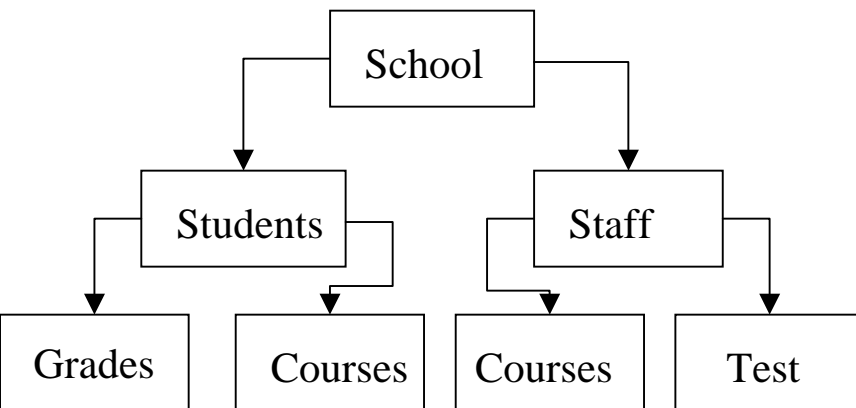 School
Students
Staff
Grades
Courses
Courses
Test